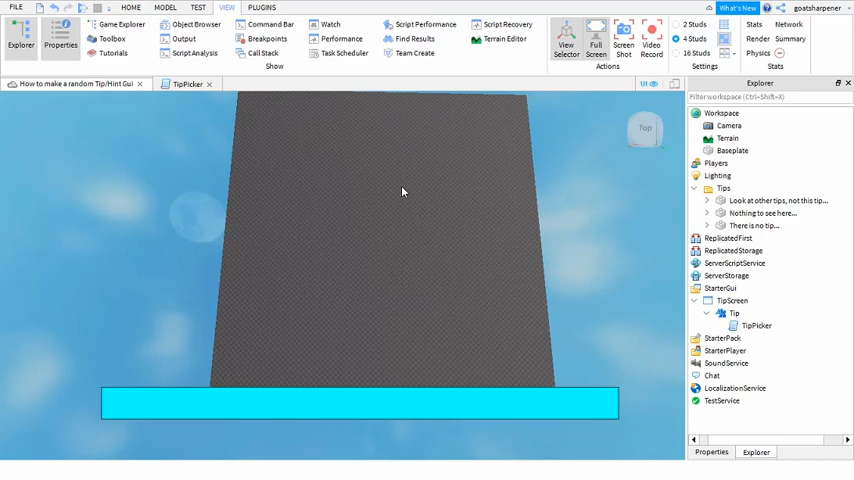 FILE HOME MODEL TEST VIEW PLUGINS What's New goatsharpener
Explorer Properties
Game Explorer Object Browser Command Bar Watch Script Performance Script Recovery
Toolbox Output Breakpoints Performance Find Results Terrain Editor
Tutorials Script Analysis Call Stack Task Scheduler Team Create
Show
View Selector
Full Screen
Screen Shot
Video Record
Actions
2 Studs
4 Studs
16 Studs
Settings
Stats Network
Render Summary
Physics
Stats
How to make a random Tip/Hint Gui TipPicker UI
Top
Explorer
Filter workspace (Ctrl+Shift+X)
Workspace
Camera
Terrain
Baseplate
Players
Lighting
Tips
Look at other tips, not this tip...
Nothing to see here...
There is no tip...
ReplicatedFirst
ReplicatedStorage
ServerScriptService
ServerStorage
StarterGui
TipScreen
Tip
TipPicker
StarterPack
StarterPlayer
SoundService
Chat
LocalizationService
TestService
Properties Explorer